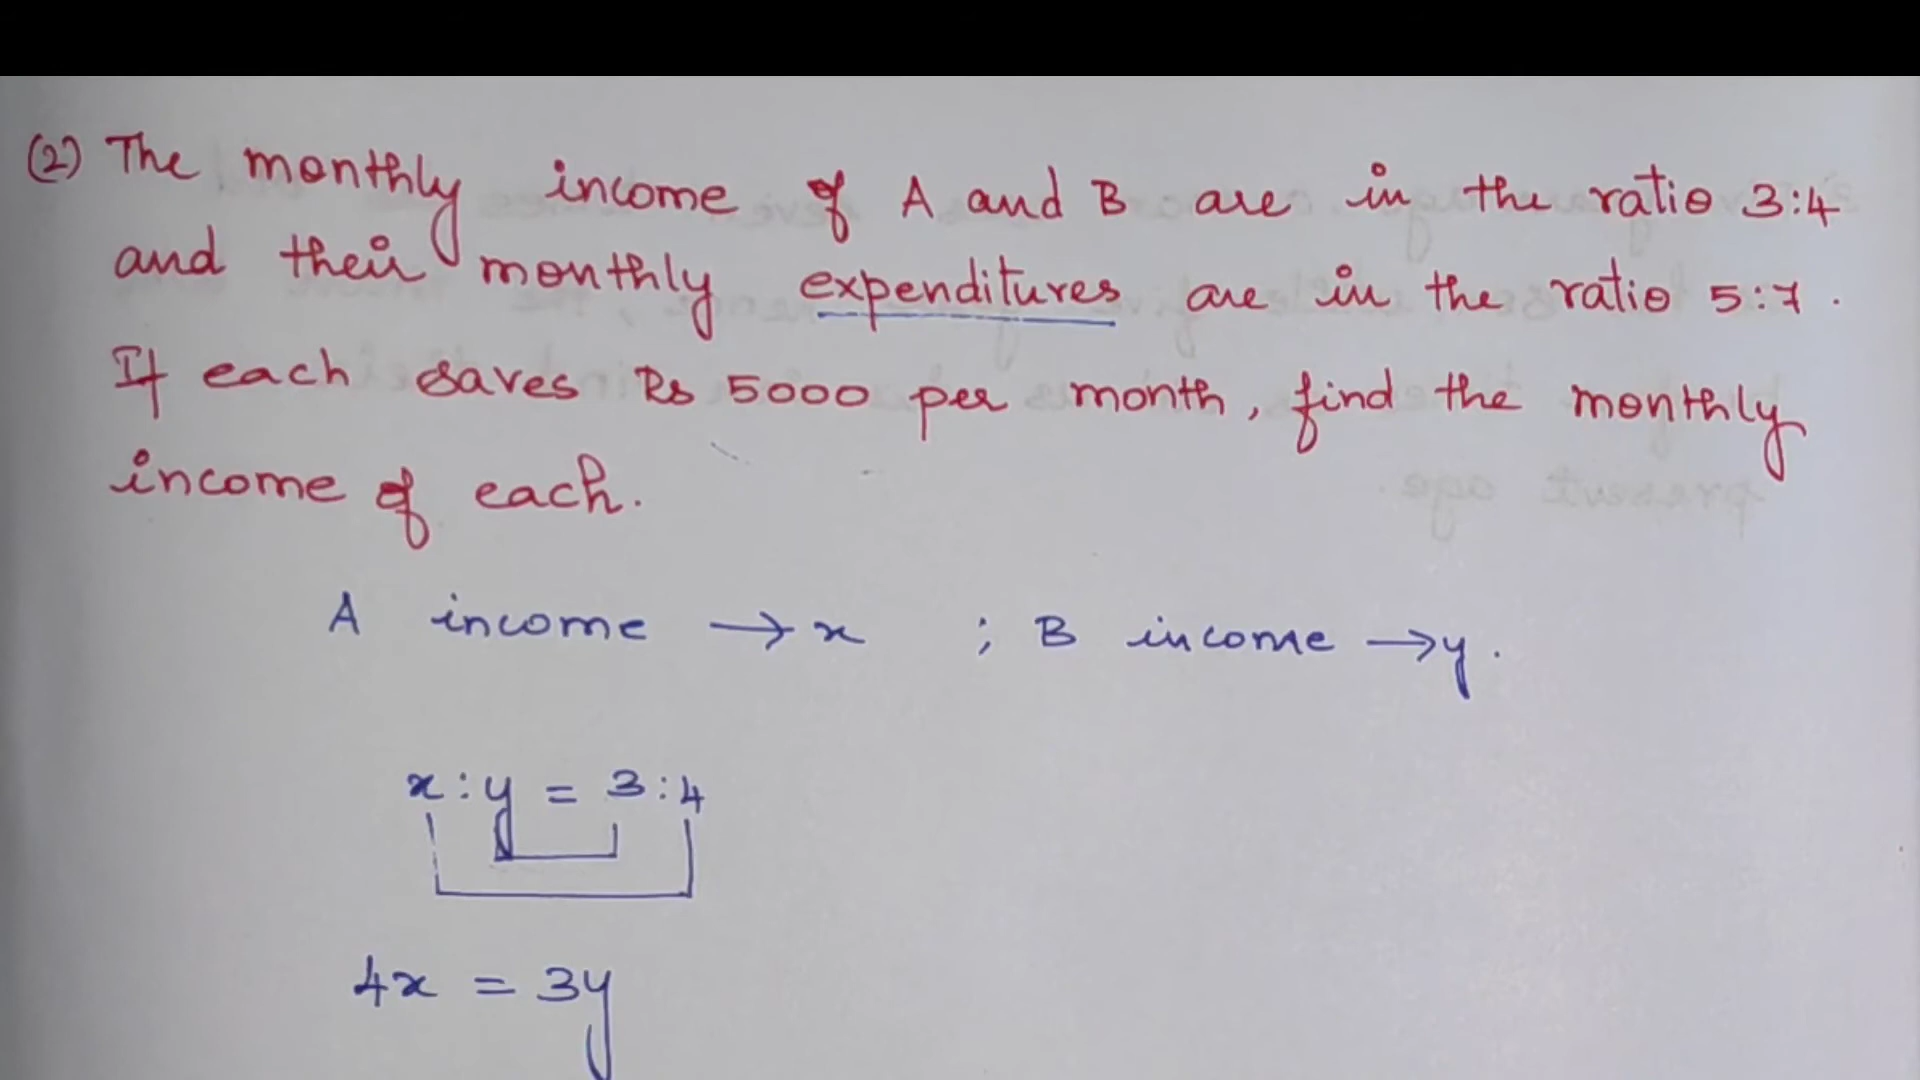 (2) The monthly income of A and B are in the ratio 3:4
and their monthly expenditures are in the ratio 5:7.
If each saves Rs 5000 per month, find the monthly
income of each.
A income → x ; B income → y.
x:y = 3:4
4x = 3y